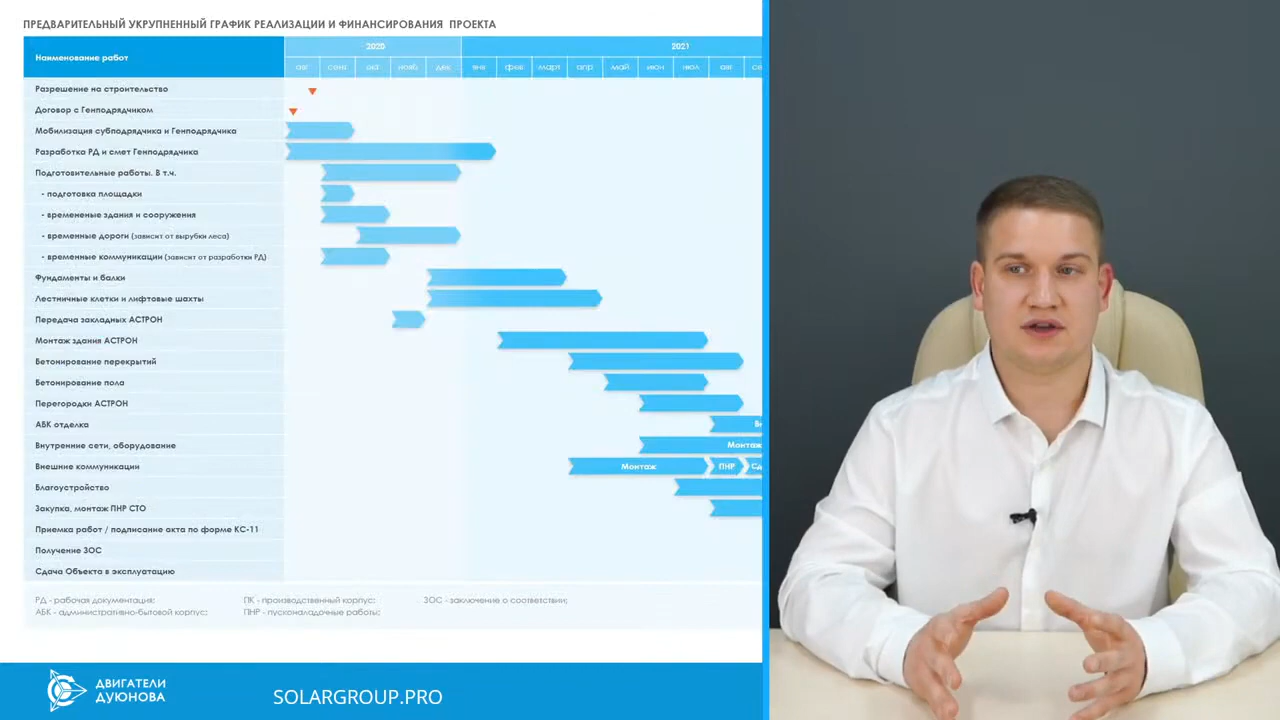 ПРЕДВАРИТЕЛЬНЫЙ УКРУПНЕННЫЙ ГРАФИК РЕАЛИЗАЦИИ И ФИНАНСИРОВАНИЯ ПРОЕКТА
Наименование работ
2020
2021
авг сент окт нояб дек янв фев март апр май июн июл авг се
Разрешение на строительство
Договор с Генподрядчиком
Мобилизация субподрядчика и Генподрядчика
Разработка РД и смет Генподрядчика
Подготовительные работы. В т.ч.
- подготовка площадки
- времененые здания и сооружения
- временные дороги (зависит от вырубки леса)
- временные коммуникации (зависит от разработки РД)
Фундаменты и балки
Лестничные клетки и лифтовые шахты
Передача закладных АСТРОН
Монтаж здания АСТРОН
Бетонирование перекрытий
Бетонирование пола
Перегородки АСТРОН
АБК отделка
Внутренние сети, оборудование Монтаж
Внешние коммуникации Монтаж ПНР Сд
Благоустройство
Закупка, монтаж ПНР СТО
Приемка работ / подписание акта по форме КС-11
Получение ЗОС
Сдача Объекта в эксплуатацию
РД - рабочая документация; ПК - производственный корпус; ЗОС - заключение о соответствии;
АБК - административно-бытовой корпус; ПНР - пусконаладочные работы;
ДВИГАТЕЛИ
ДУЮНОВА
SOLARGROUP.PRO